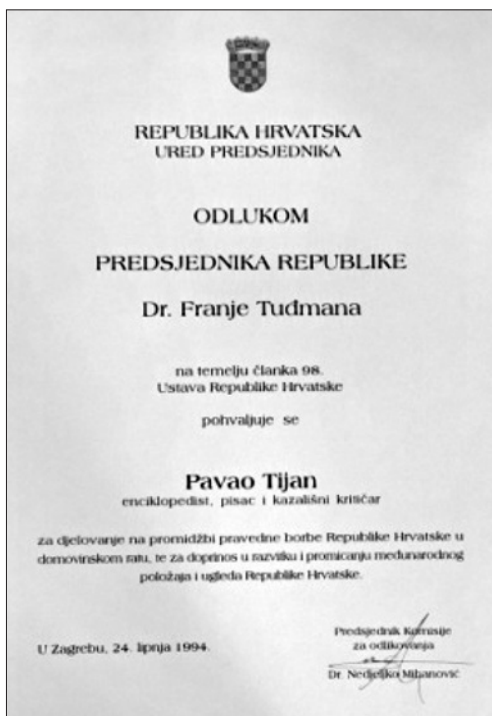 REPUBLIKA HRVATSKA
URED PREDSJEDNIKA
ODLUKOM
PREDSJEDNIKA REPUBLIKE
Dr. Franje Tuđmana
na temelju članka 98.
Ustava Republike Hrvatske
pohvaljuje se
Pavao Tijan
enciklopedist, pisac i kazališni kritičar
za djelovanje na promidžbi pravedne borbe Republike Hrvatske u
domovinskom ratu, te za doprinos u razvitku i promicanju međunarodnog
položaja i ugleda Republike Hrvatske.
U Zagrebu, 24. lipnja 1994.
Predsjednik Komisije
za odlikovanja
Dr. Nedjeljko Mihanović